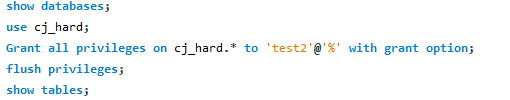 show databases;
use cj_hard;
Grant all privileges on cj_hard.* to 'test2'@'%' with grant option;
flush privileges;
show tables;